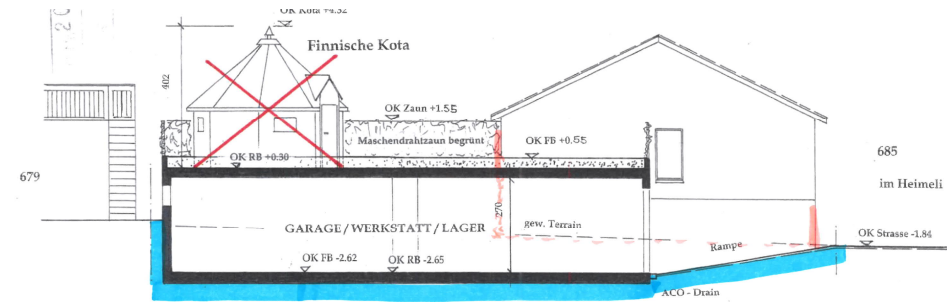 OK Kota +4.32
Finnische Kota
402
OK Zaun +1.55
Maschendrahtzaun begrünt
OK FB +0.55
OK RB +0.30
679
685
im Heimeli
270
gew. Terrain
GARAGE / WERKSTATT / LAGER
Rampe
OK Strasse -1.84
OK FB -2.62
OK RB -2.65
ACO - Drain